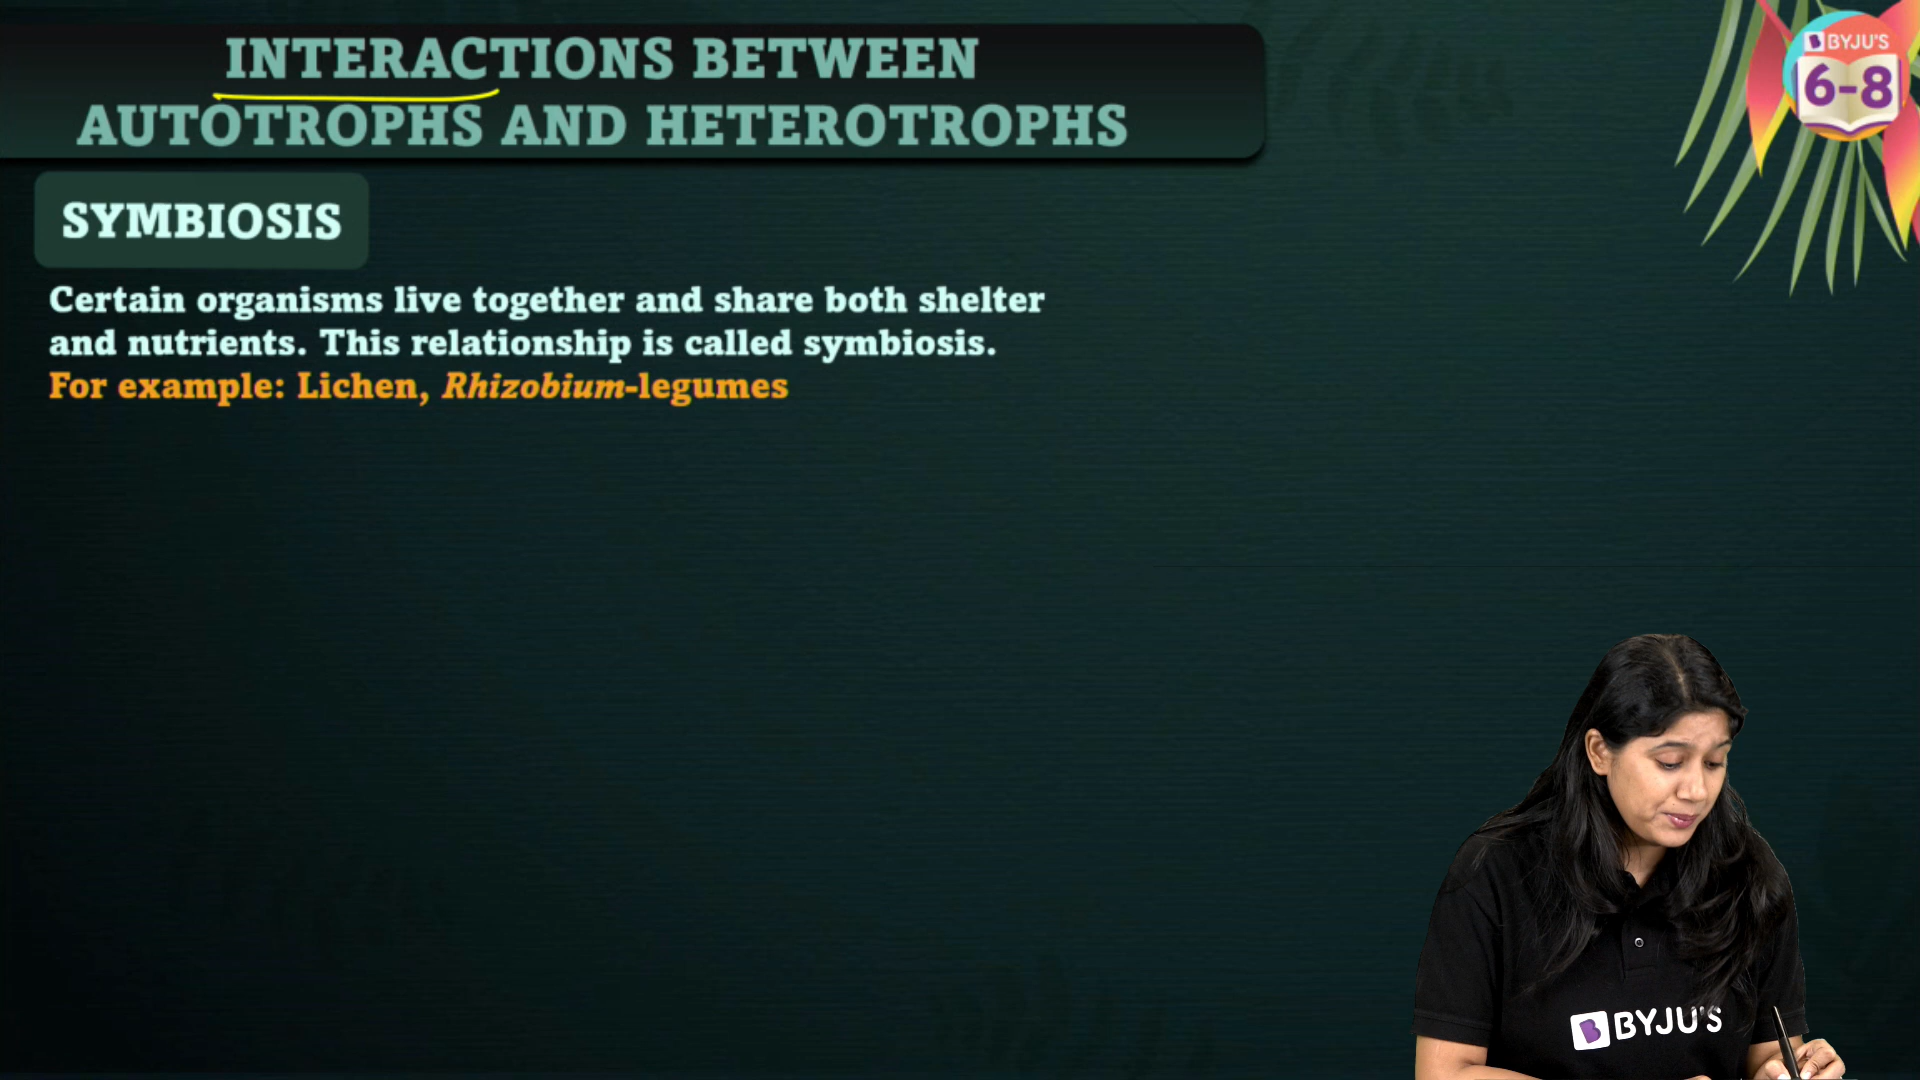 INTERACTIONS BETWEEN
AUTOTROPHS AND HETEROTROPHS
BYJU'S
6-8
SYMBIOSIS
Certain organisms live together and share both shelter
and nutrients. This relationship is called symbiosis.
For example: Lichen, Rhizobium-legumes
BYJU'S